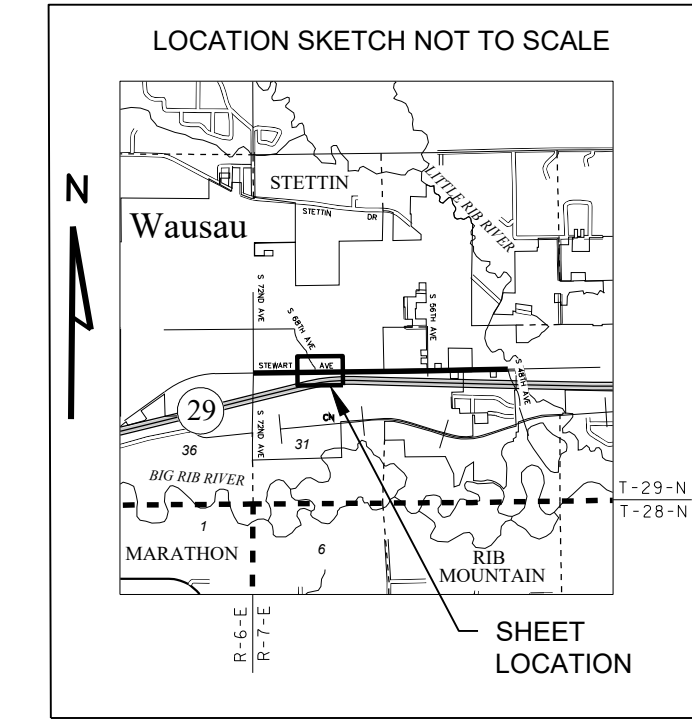 LOCATION SKETCH NOT TO SCALE
N
STETTIN
STETTIN DR
LITTLE RIB RIVER
Wausau
S 72ND AVE
S 68TH AVE
S 56TH AVE
STEWART AVE
S 48TH AVE
29
S 72ND AVE
CN
36
31
BIG RIB RIVER
T-29-N
T-28-N
1
6
MARATHON
RIB
MOUNTAIN
R-6-E
R-7-E
SHEET
LOCATION